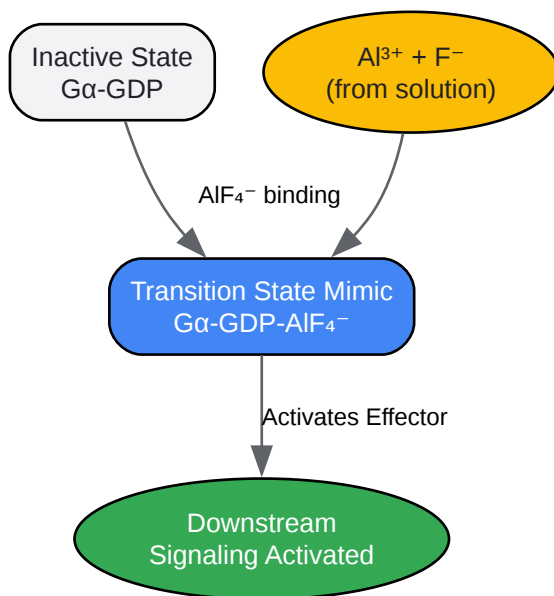 Inactive State
Gα-GDP
Al³⁺ + F⁻
(from solution)
AlF₄⁻ binding
Transition State Mimic
Gα-GDP-AlF₄⁻
Activates Effector
Downstream
Signaling Activated